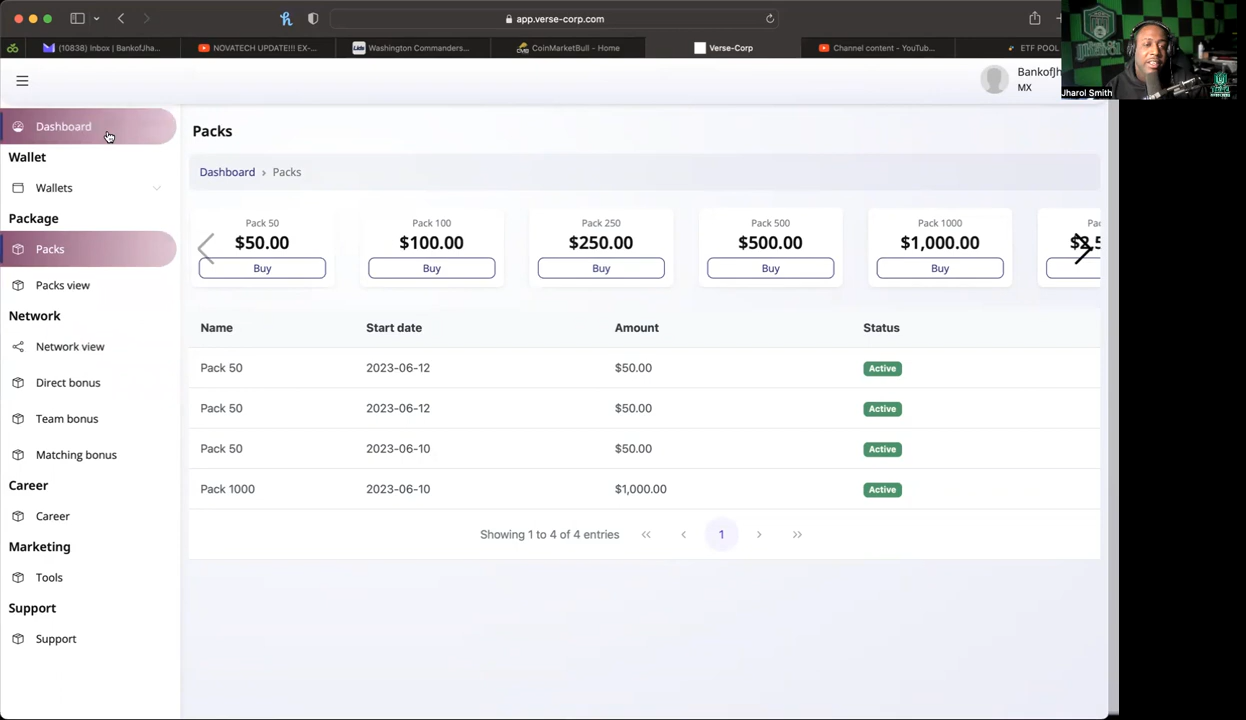 app.verse-corp.com
(10838) Inbox | BankofJha...
NOVATECH UPDATE!!! EX-...
Washington Commanders...
CoinMarketBull - Home
Verse-Corp
Channel content - YouTub...
ETF POOL
BankofJh
MX
Jharol Smith
Dashboard
Wallet
Wallets
Package
Packs
Packs view
Network
Network view
Direct bonus
Team bonus
Matching bonus
Career
Career
Marketing
Tools
Support
Support
Packs
Dashboard › Packs
Pack 50 Pack 100 Pack 250 Pack 500 Pack 1000 Pac
$50.00 $100.00 $250.00 $500.00 $1,000.00 $2,5
Buy Buy Buy Buy Buy
Name Start date Amount Status
Pack 50 2023-06-12 $50.00 Active
Pack 50 2023-06-12 $50.00 Active
Pack 50 2023-06-10 $50.00 Active
Pack 1000 2023-06-10 $1,000.00 Active
Showing 1 to 4 of 4 entries « ‹ 1 › »